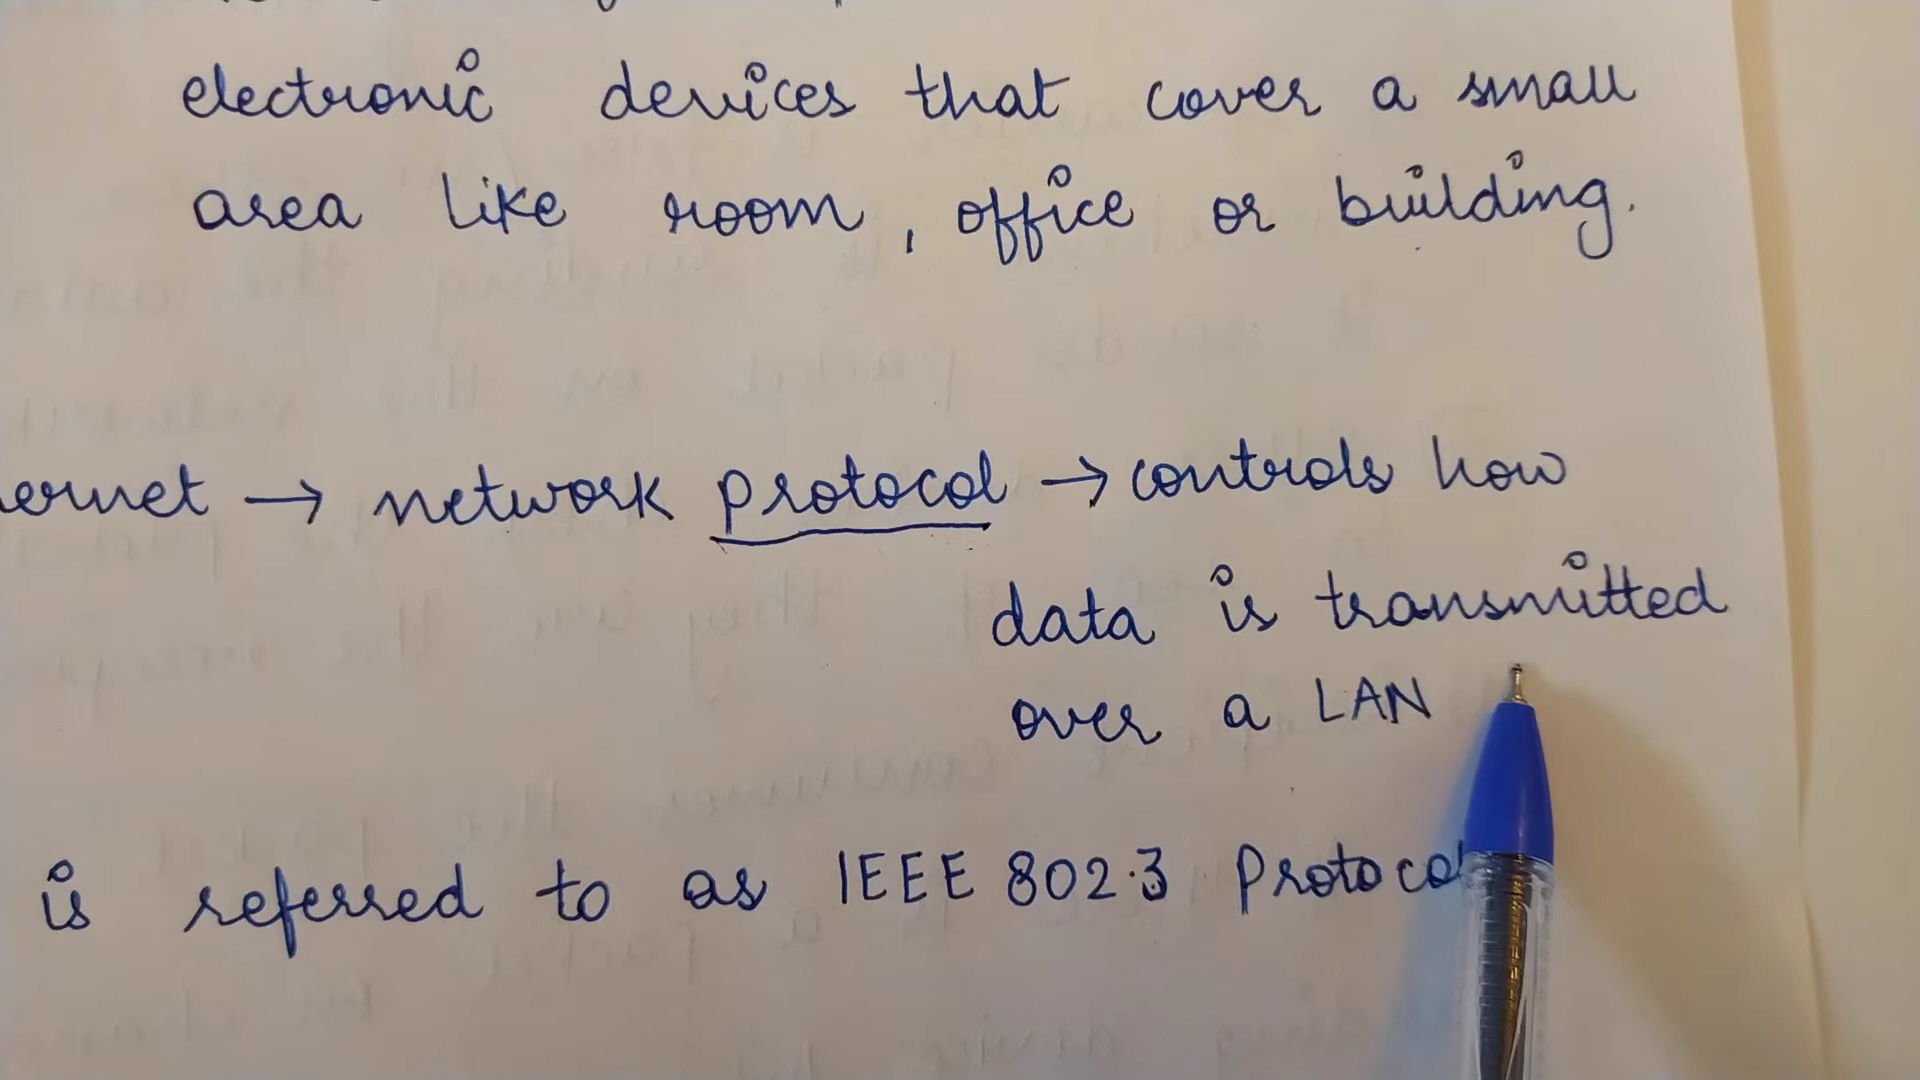 electronic devices that cover a small
area like room, office or building.
ernet → network protocol → controls how
data is transmitted
over a LAN
is referred to as IEEE 802.3 Protocol